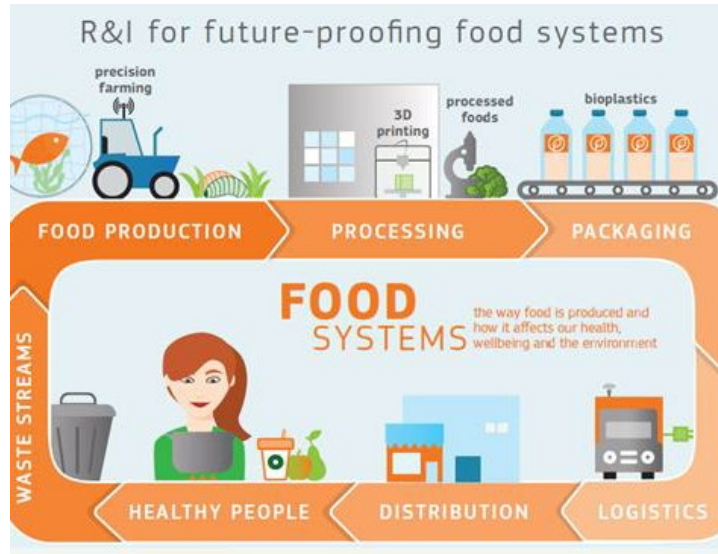 R&I for future-proofing food systems
precision
farming
3D
printing
processed
foods
bioplastics
FOOD PRODUCTION
PROCESSING
PACKAGING
FOOD
SYSTEMS
the way food is produced and
how it affects our health,
wellbeing and the environment
WASTE STREAMS
HEALTHY PEOPLE
DISTRIBUTION
LOGISTICS